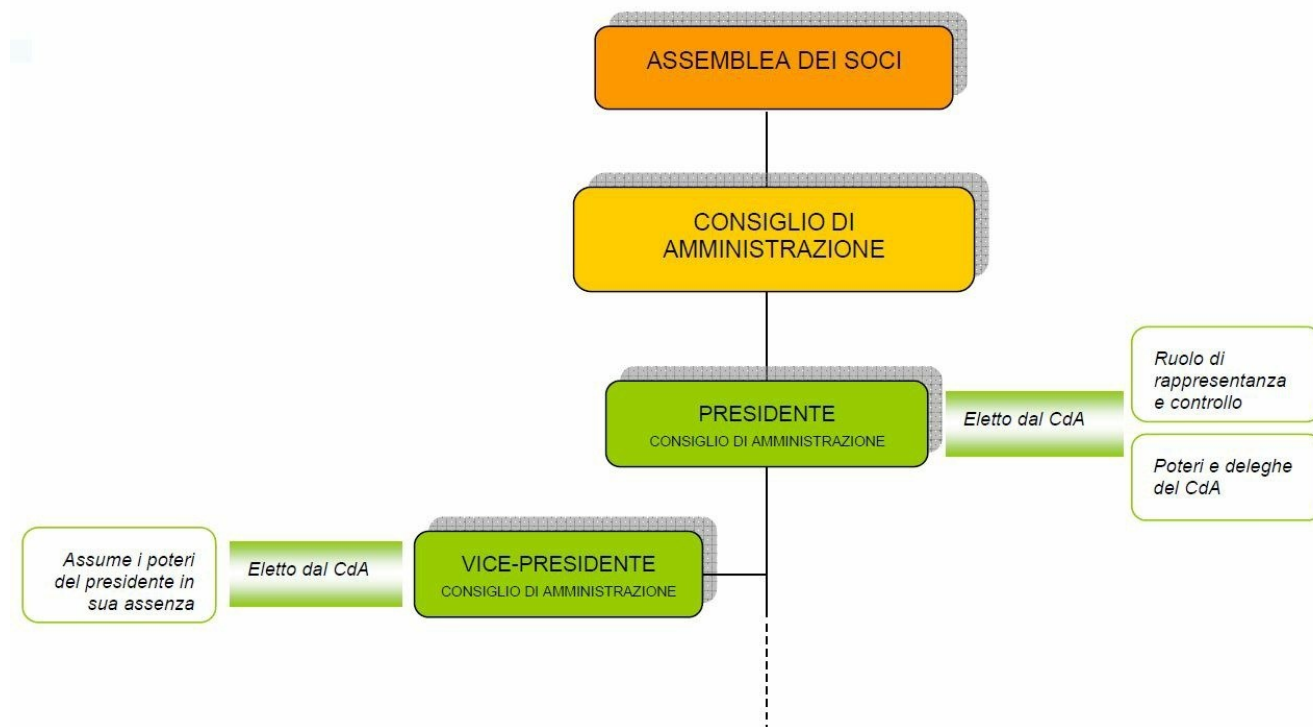 ASSEMBLEA DEI SOCI
CONSIGLIO DI
AMMINISTRAZIONE
PRESIDENTE
CONSIGLIO DI AMMINISTRAZIONE
Eletto dal CdA
Ruolo di
rappresentanza
e controllo
Poteri e deleghe
del CdA
VICE-PRESIDENTE
CONSIGLIO DI AMMINISTRAZIONE
Eletto dal CdA
Assume i poteri
del presidente in
sua assenza